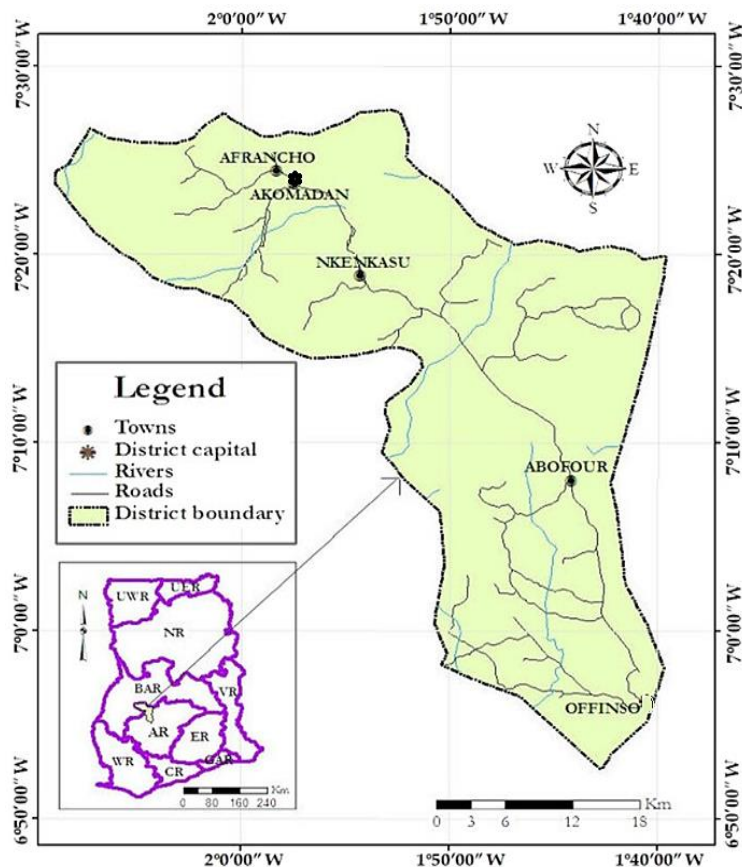 2°0'00"W 1°50'00"W 1°40'00"W
7°30'00"W
7°30'00"W
N
W E
S
AFRANCHO
AKOMADAN
7°20'00"W
7°20'00"W
NKENKASU
Legend
Towns
District capital
Rivers
Roads
District boundary
7°10'00"W
7°10'00"W
ABOFOUR
N
UWR
UER
NR
BAR
VR
AR
ER
WR
CR
GAR
Km
0 80 160 240
7°0'00"W
7°0'00"W
OFFINSO
Km
0 3 6 12 18
6°50'00"W
6°50'00"W
2°0'00"W 1°50'00"W 1°40'00"W